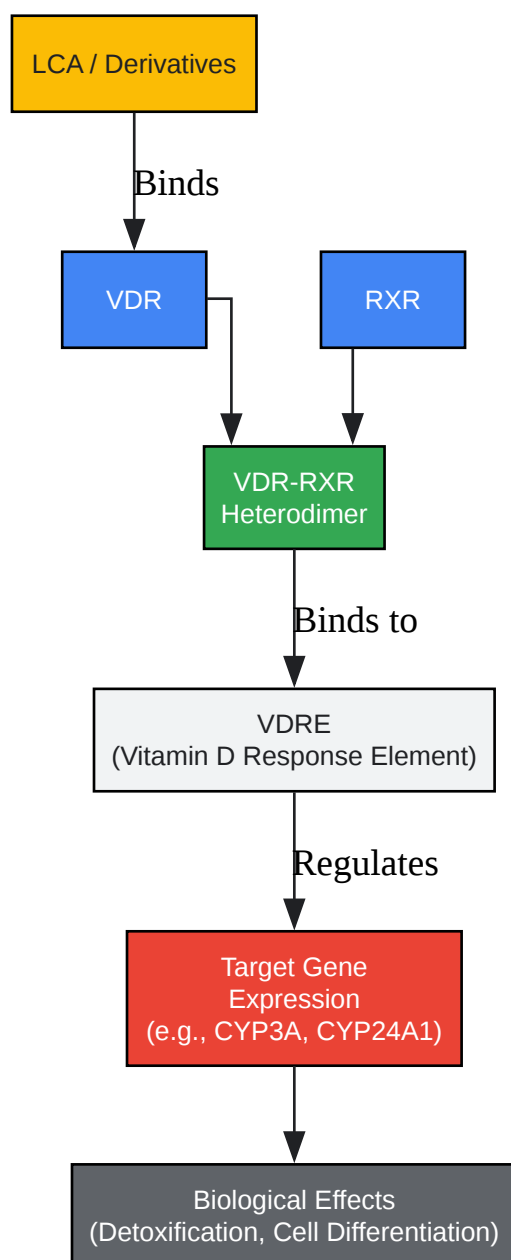 LCA / Derivatives
Binds
VDR
RXR
VDR-RXR
Heterodimer
Binds to
VDRE
(Vitamin D Response Element)
Regulates
Target Gene
Expression
(e.g., CYP3A, CYP24A1)
Biological Effects
(Detoxification, Cell Differentiation)